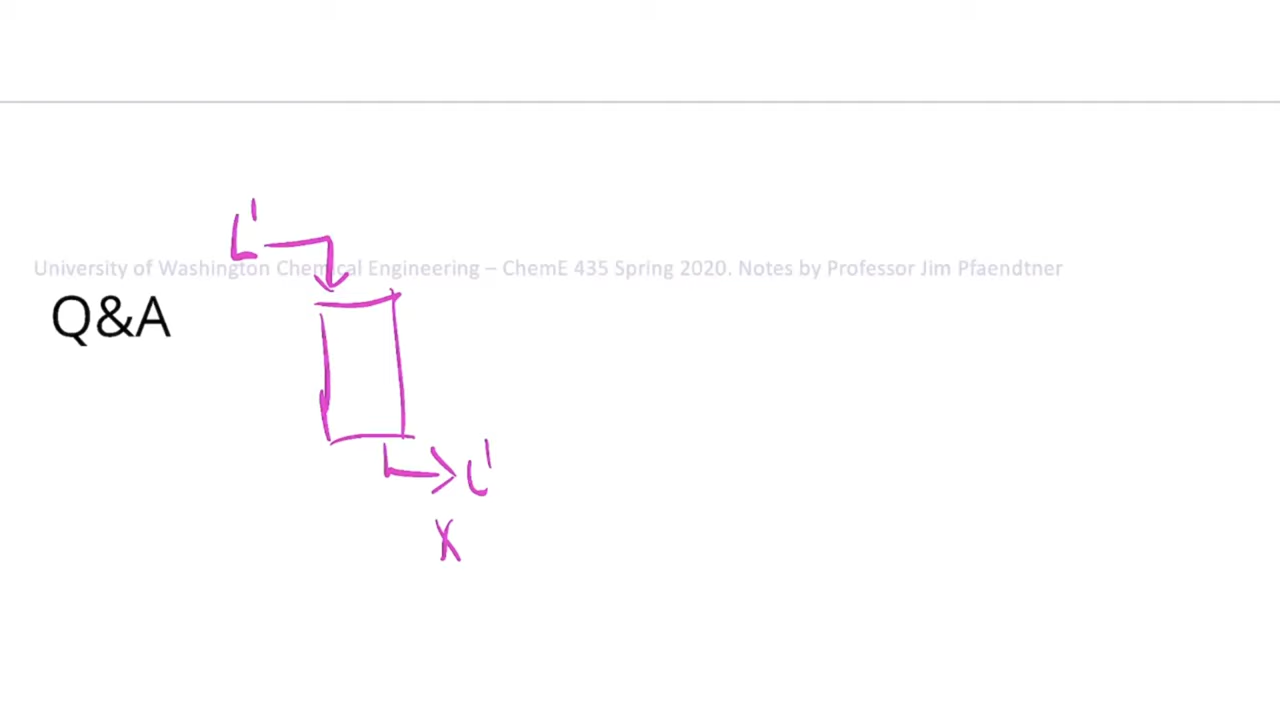 L'
University of Washington Chemical Engineering – ChemE 435 Spring 2020. Notes by Professor Jim Pfaendtner
Q&A
L'
X